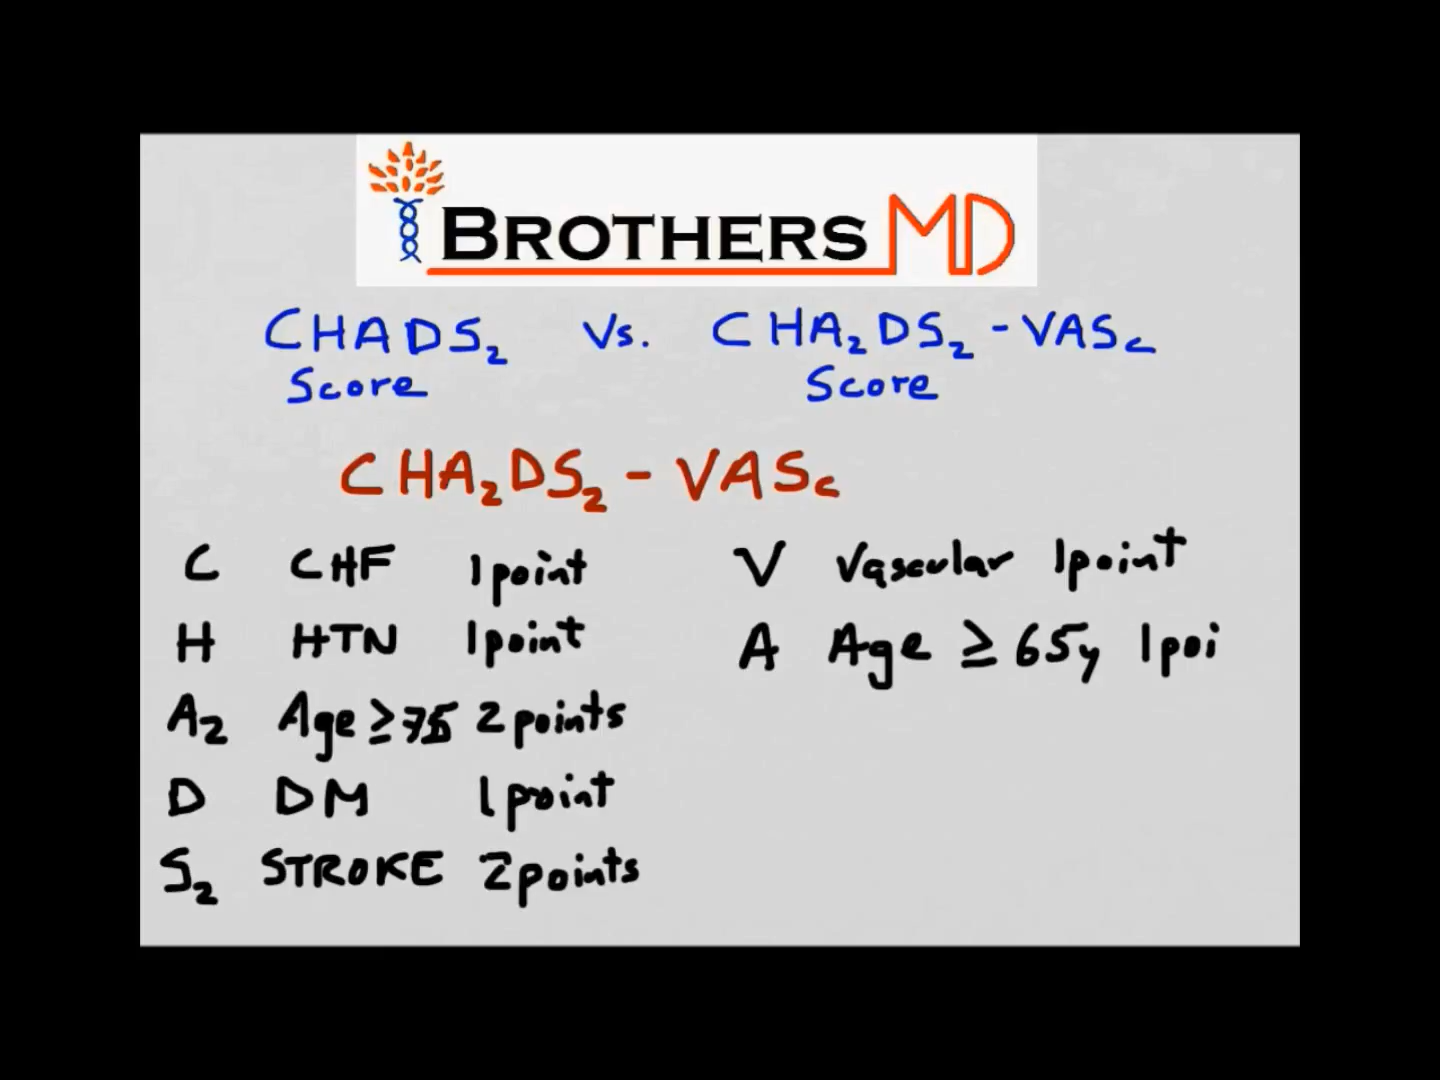 BROTHERS MD
CHADS₂ Vs. CHA₂DS₂-VASc
Score Score
CHA₂DS₂-VASc
C CHF 1point
H HTN 1point
A₂ Age ≥75 2points
D DM 1point
S₂ STROKE 2points
V Vascular 1point
A Age ≥ 65y 1poi